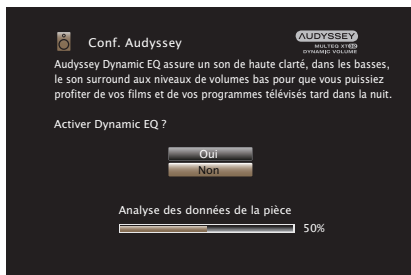 Conf. Audyssey
AUDYSSEY
MULTEQ XT32
DYNAMIC VOLUME
Audyssey Dynamic EQ assure un son de haute clarté, dans les basses,
le son surround aux niveaux de volumes bas pour que vous puissiez
profiter de vos films et de vos programmes télévisés tard dans la nuit.
Activer Dynamic EQ ?
Oui
Non
Analyse des données de la pièce
50%